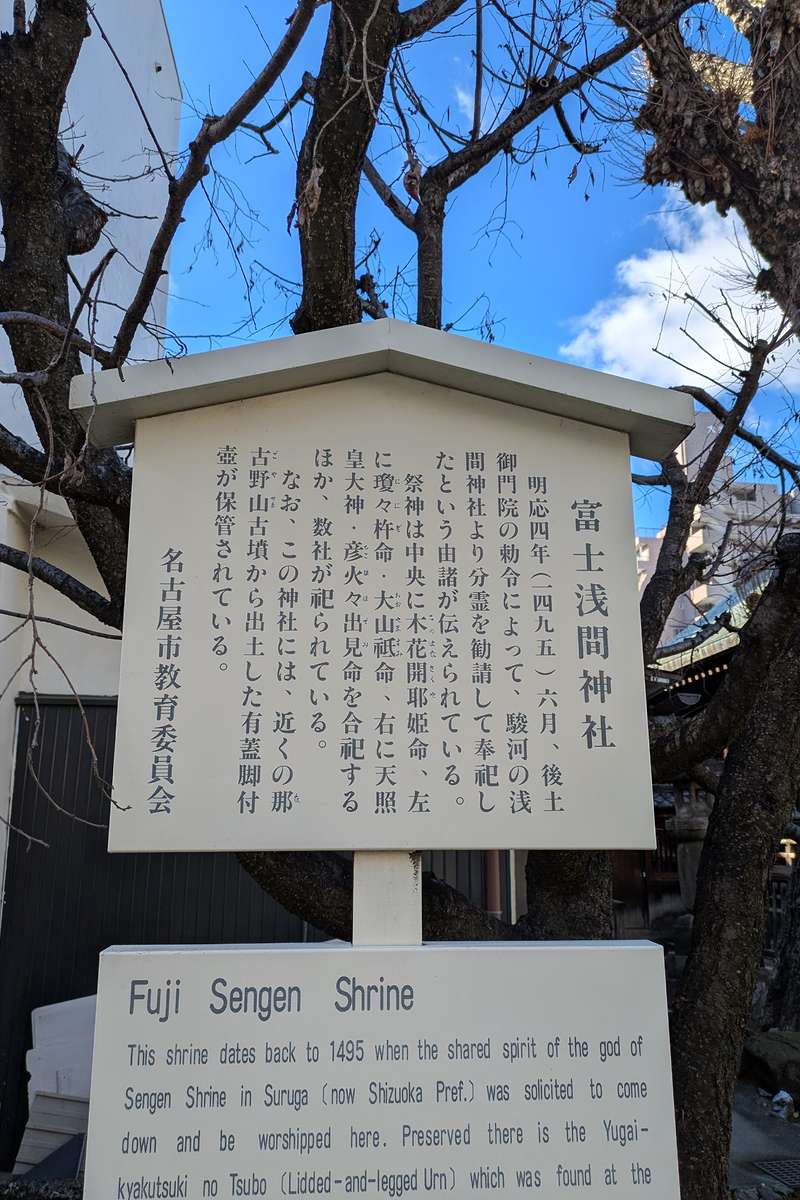 富士浅間神社
明応四年（一四九五）六月、後土
御門院の勅令によって、駿河の浅
間神社より分霊を勧請して奉祀し
たという由諸が伝えられている。
祭神は中央に木花開耶姫命、左
に瓊々杵命・大山祇命、右に天照
皇大神・彦火々出見命を合祀する
ほか、数社が祀られている。
なお、この神社には、近くの那
古野山古墳から出土した有蓋脚付
壺が保管されている。
名古屋市教育委員会
Fuji Sengen Shrine
This shrine dates back to 1495 when the shared spirit of the god of
Sengen Shrine in Suruga (now Shizuoka Pref.) was solicited to come
down and be worshipped here. Preserved there is the Yugai-
kyakutsuki no Tsubo (Lidded-and-legged Urn) which was found at the